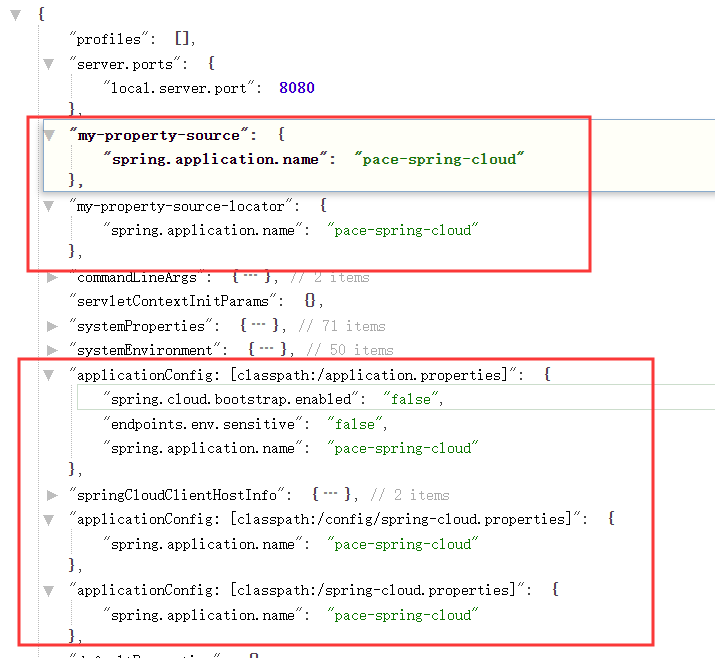 {
"profiles": [],
"server.ports": {
"local.server.port": 8080
},
"my-property-source": {
"spring.application.name": "pace-spring-cloud"
},
"my-property-source-locator": {
"spring.application.name": "pace-spring-cloud"
},
"commandLineArgs": { ... }, // 2 items
"servletContextInitParams": {},
"systemProperties": { ... }, // 71 items
"systemEnvironment": { ... }, // 50 items
"applicationConfig: [classpath:/application.properties]": {
"spring.cloud.bootstrap.enabled": "false",
"endpoints.env.sensitive": "false",
"spring.application.name": "pace-spring-cloud"
},
"springCloudClientHostInfo": { ... }, // 2 items
"applicationConfig: [classpath:/config/spring-cloud.properties]": {
"spring.application.name": "pace-spring-cloud"
},
"applicationConfig: [classpath:/spring-cloud.properties]": {
"spring.application.name": "pace-spring-cloud"
},